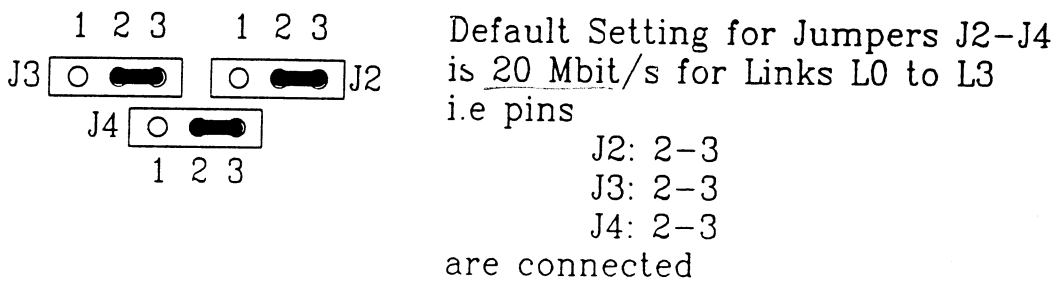 1 2 3
1 2 3
J3
J2
J4
1 2 3
Default Setting for Jumpers J2-J4
is 20 Mbit/s for Links L0 to L3
i.e pins
J2: 2-3
J3: 2-3
J4: 2-3
are connected